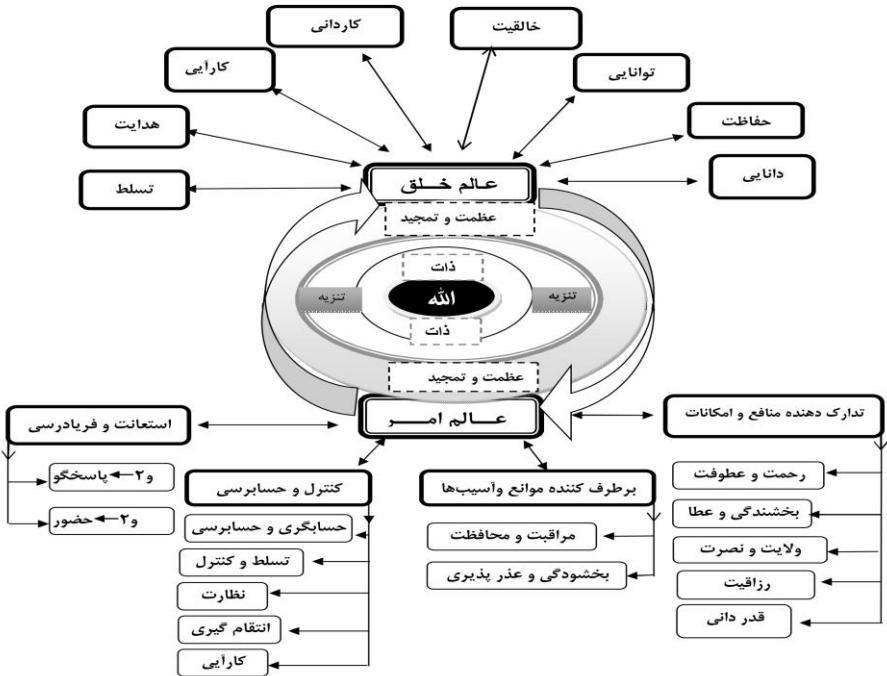 خالقیت
کاردانی
توانایی
کارآیی
حفاظت
هدایت
دانایی
تسلط
عالم خلق
عظمت و تمجید
ذات
تنزیه
الله
تنزیه
ذات
عظمت و تمجید
عالم امر
تدارک دهنده منافع و امکانات
رحمت و عطوفت
بخشندگی و عطا
ولایت و نصرت
رزاقیت
قدر دانی
برطرف کننده موانع وآسیب‌ها
مراقبت و محافظت
بخشودگی و عذر پذیری
کنترل و حسابرسی
حسابگری و حسابرسی
تسلط و کنترل
نظارت
انتقام گیری
کارآیی
استعانت و فریادرسی
و۲←پاسخگو
و۲←حضور